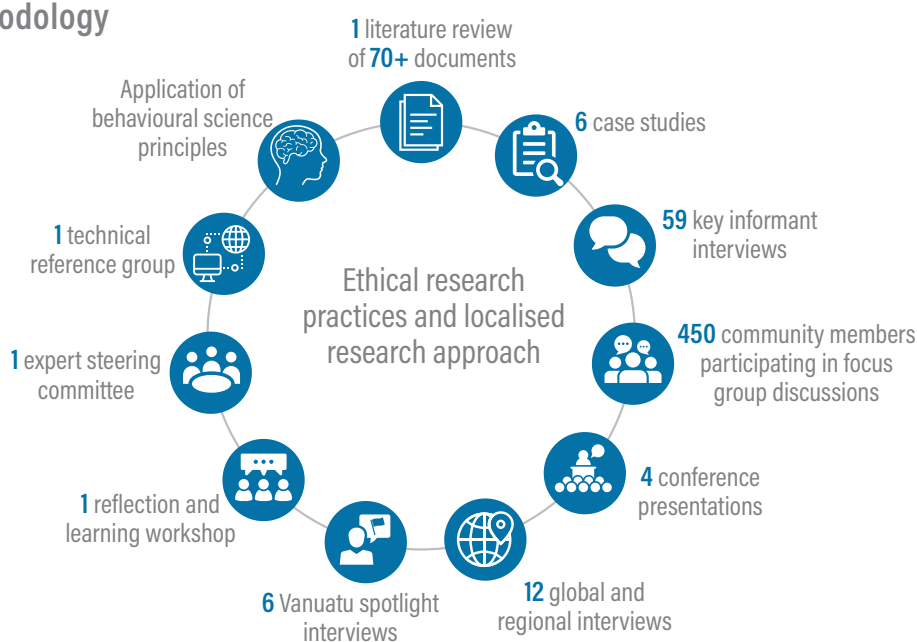 odology
1 literature review
of 70+ documents
6 case studies
59 key informant
interviews
450 community members
participating in focus
group discussions
4 conference
presentations
12 global and
regional interviews
6 Vanuatu spotlight
interviews
1 reflection and
learning workshop
1 expert steering
committee
1 technical
reference group
Application of
behavioural science
principles
Ethical research
practices and localised
research approach